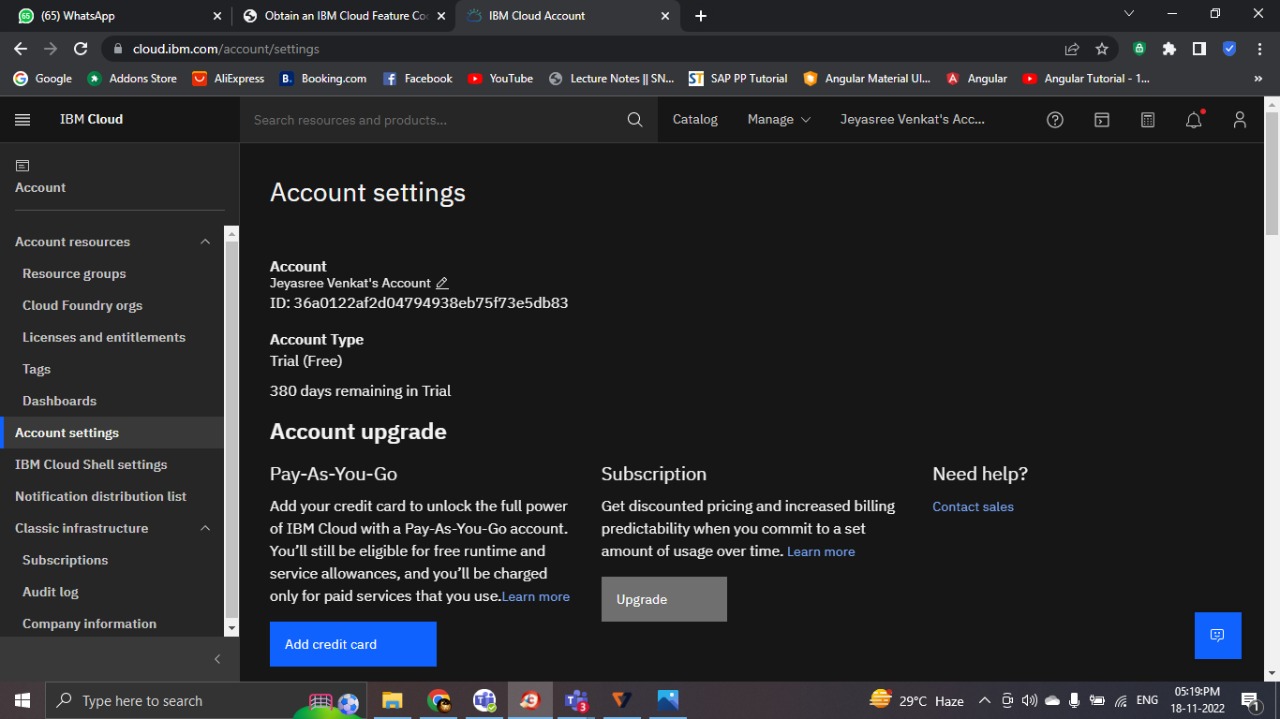 (65) WhatsApp
Obtain an IBM Cloud Feature Co
IBM Cloud Account
cloud.ibm.com/account/settings
Google
Addons Store
AliExpress
Booking.com
Facebook
YouTube
Lecture Notes || SN...
SAP PP Tutorial
Angular Material UI...
Angular
Angular Tutorial - 1...
IBM Cloud
Search resources and products...
Catalog
Manage
Jeyasree Venkat's Acc...
Account
Account resources
Resource groups
Cloud Foundry orgs
Licenses and entitlements
Tags
Dashboards
Account settings
IBM Cloud Shell settings
Notification distribution list
Classic infrastructure
Subscriptions
Audit log
Company information
Account settings
Account
Jeyasree Venkat's Account
ID: 36a0122af2d04794938eb75f73e5db83
Account Type
Trial (Free)
380 days remaining in Trial
Account upgrade
Pay-As-You-Go
Add your credit card to unlock the full power
of IBM Cloud with a Pay-As-You-Go account.
You’ll still be eligible for free runtime and
service allowances, and you’ll be charged
only for paid services that you use.Learn more
Add credit card
Subscription
Get discounted pricing and increased billing
predictability when you commit to a set
amount of usage over time. Learn more
Upgrade
Need help?
Contact sales
Type here to search
29°C Haze
ENG
05:19:PM
18-11-2022